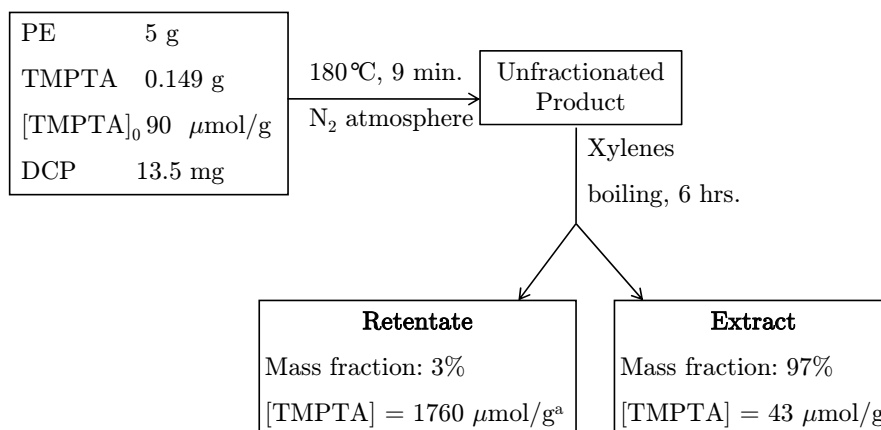 PE 5 g
TMPTA 0.149 g
[TMPTA]₀ 90 μmol/g
DCP 13.5 mg
180℃, 9 min.
N₂ atmosphere
Unfractionated
Product
Xylenes
boiling, 6 hrs.
Retentate
Mass fraction: 3%
[TMPTA] = 1760 μmol/gᵃ
Extract
Mass fraction: 97%
[TMPTA] = 43 μmol/g